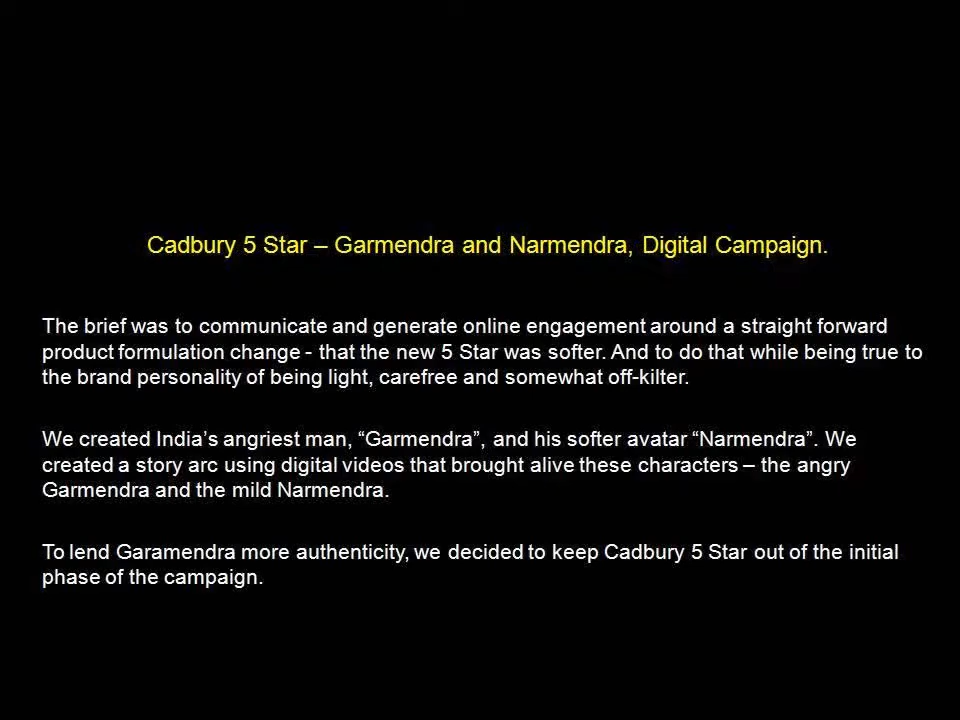 Cadbury 5 Star – Garmendra and Narmendra, Digital Campaign.
The brief was to communicate and generate online engagement around a straight forward
product formulation change - that the new 5 Star was softer. And to do that while being true to
the brand personality of being light, carefree and somewhat off-kilter.
We created India’s angriest man, “Garmendra”, and his softer avatar “Narmendra”. We
created a story arc using digital videos that brought alive these characters – the angry
Garmendra and the mild Narmendra.
To lend Garamendra more authenticity, we decided to keep Cadbury 5 Star out of the initial
phase of the campaign.